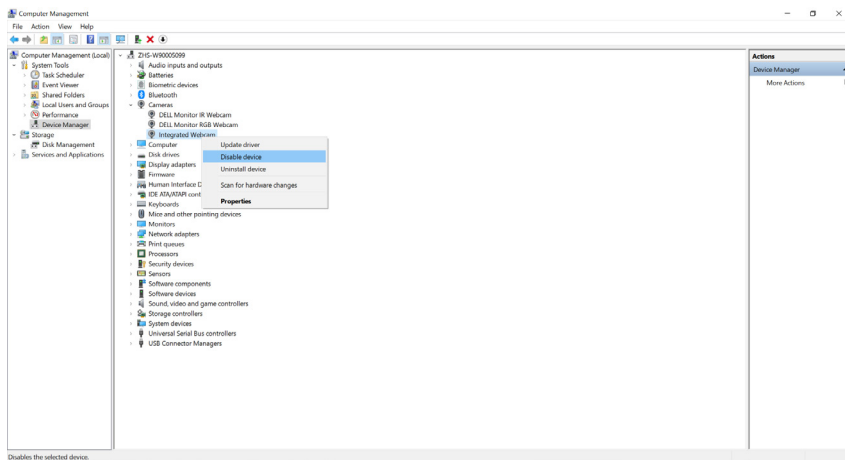 Computer Management
File Action View Help
Computer Management (Local)
System Tools
Task Scheduler
Event Viewer
Shared Folders
Local Users and Groups
Performance
Device Manager
Storage
Disk Management
Services and Applications
ZHS-W90005099
Audio inputs and outputs
Batteries
Biometric devices
Bluetooth
Cameras
DELL Monitor IR Webcam
DELL Monitor RGB Webcam
Integrated Webcam
Computer
Disk drives
Display adapters
Firmware
Human Interface D
IDE ATA/ATAPI cont
Keyboards
Mice and other pointing devices
Monitors
Network adapters
Print queues
Processors
Security devices
Sensors
Software components
Software devices
Sound, video and game controllers
Storage controllers
System devices
Universal Serial Bus controllers
USB Connector Managers
Update driver
Disable device
Uninstall device
Scan for hardware changes
Properties
Actions
Device Manager
More Actions
Disables the selected device.